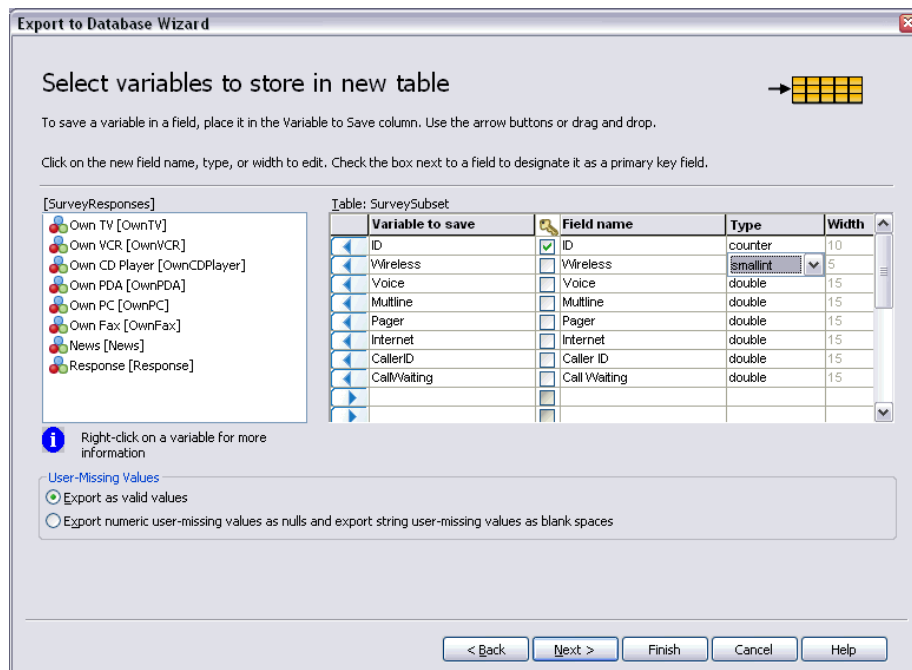 Export to Database Wizard
Select variables to store in new table
To save a variable in a field, place it in the Variable to Save column. Use the arrow buttons or drag and drop.
Click on the new field name, type, or width to edit. Check the box next to a field to designate it as a primary key field.
[SurveyResponses]
Own TV [OwnTV]
Own VCR [OwnVCR]
Own CD Player [OwnCDPlayer]
Own PDA [OwnPDA]
Own PC [OwnPC]
Own Fax [OwnFax]
News [News]
Response [Response]
Table: SurveySubset
Variable to save Field name Type Width
ID ID counter 10
Wireless Wireless smallint 5
Voice Voice double 15
Multline Multline double 15
Pager Pager double 15
Internet Internet double 15
CallerID Caller ID double 15
CallWaiting Call Waiting double 15
i Right-click on a variable for more
information
User-Missing Values
Export as valid values
Export numeric user-missing values as nulls and export string user-missing values as blank spaces
< Back Next > Finish Cancel Help